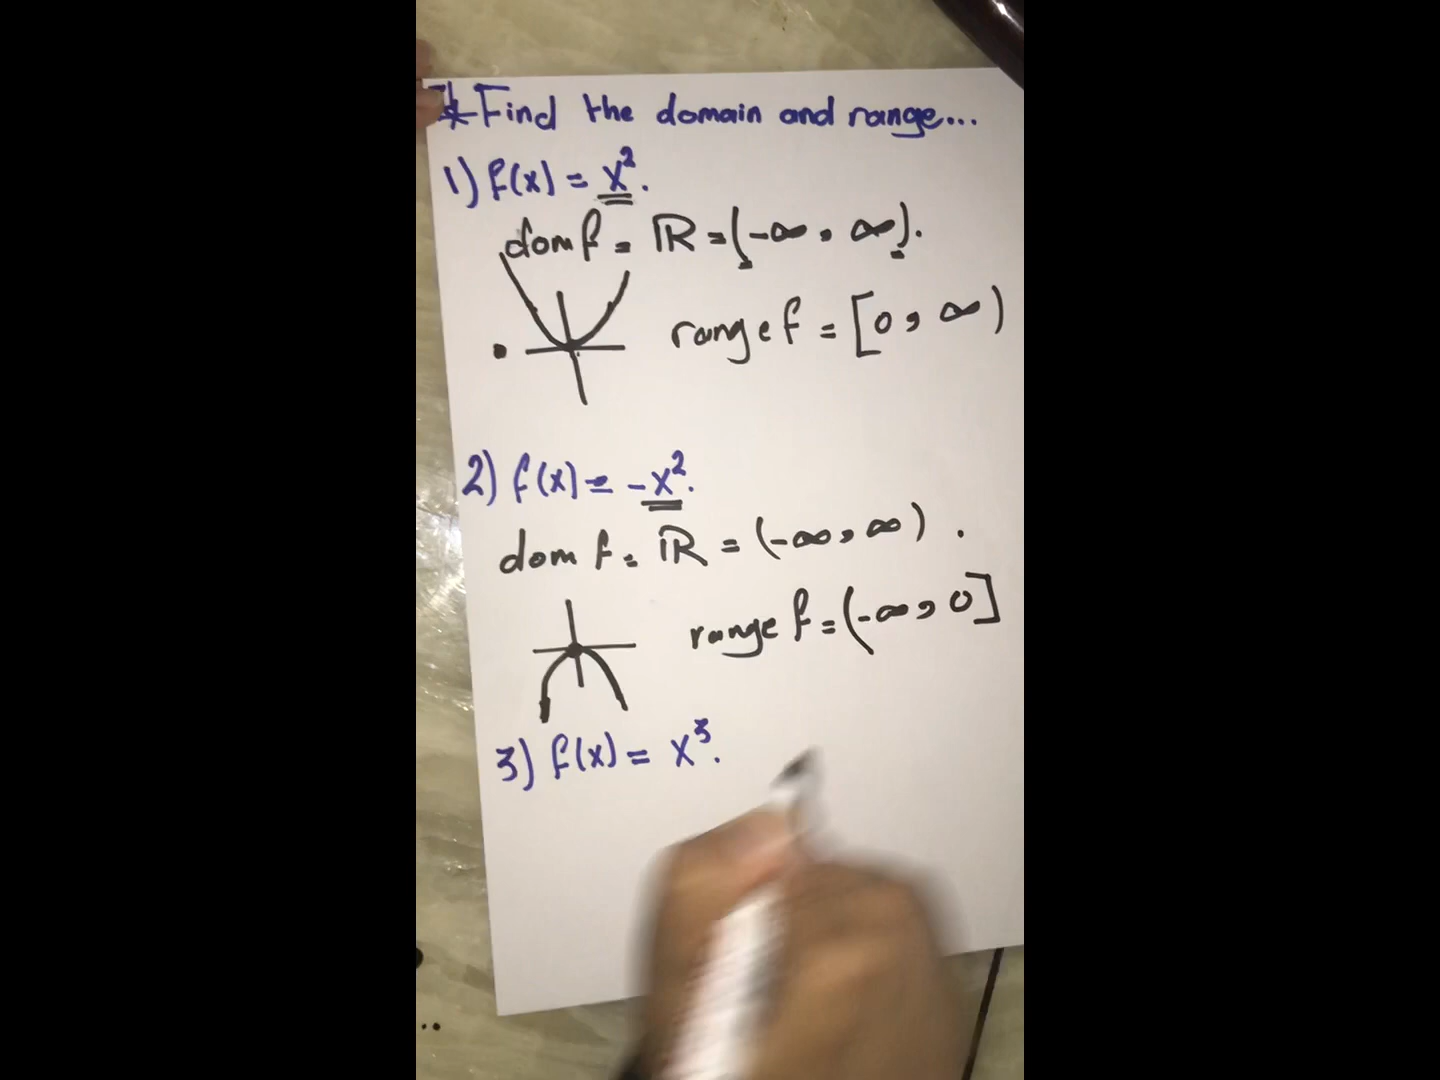 * Find the domain and range...
1) f(x) = x².
dom f = ℝ = (-∞, ∞).
range f = [0, ∞)
2) f(x) = -x².
dom f = ℝ = (-∞, ∞).
range f = (-∞, 0]
3) f(x) = x³.